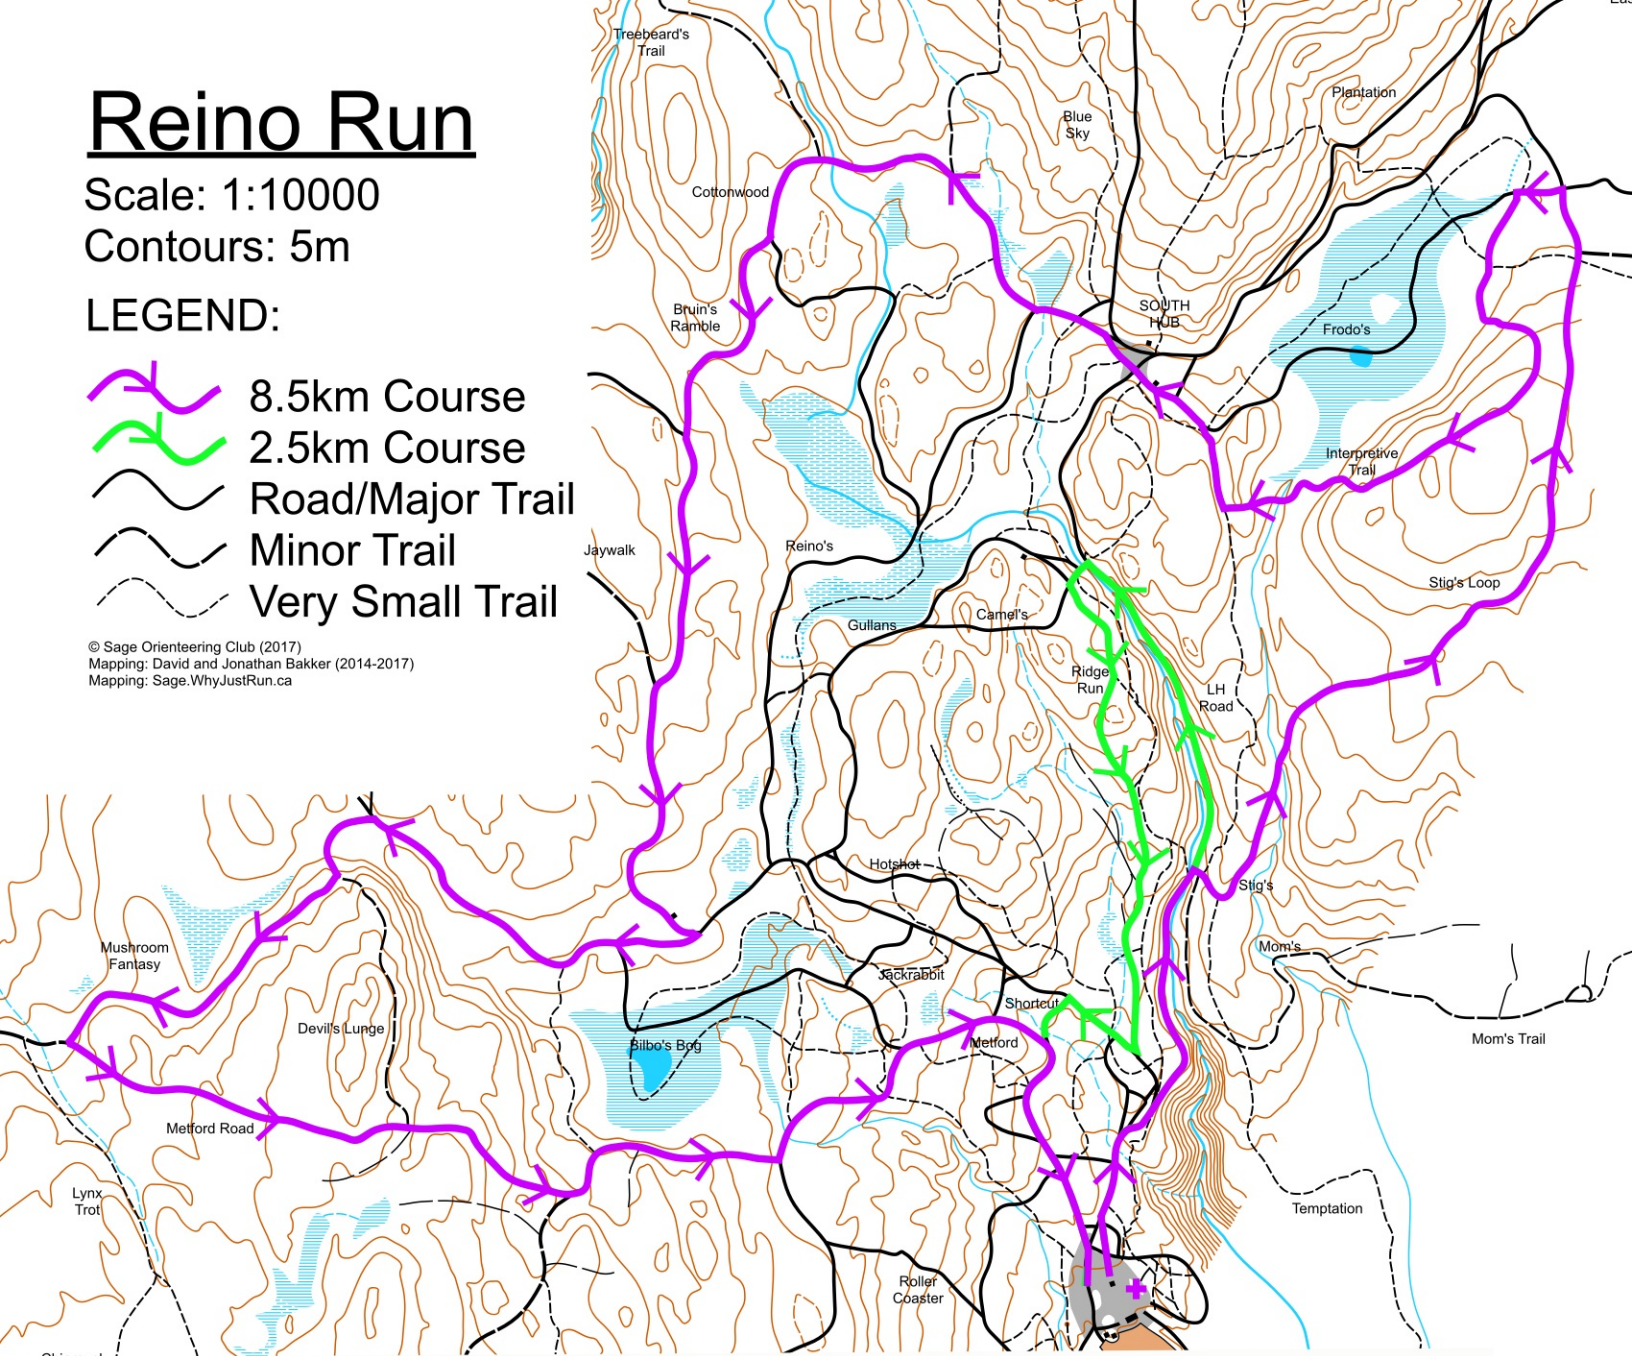 Reino Run
Scale: 1:10000
Contours: 5m
LEGEND:
8.5km Course
2.5km Course
Road/Major Trail
Minor Trail
Very Small Trail
© Sage Orienteering Club (2017)
Mapping: David and Jonathan Bakker (2014-2017)
Mapping: Sage.WhyJustRun.ca
Treebeard's
Trail
Plantation
Blue
Sky
Cottonwood
Bruin's
Ramble
SOUTH
HUB
Frodo's
Interpretive
Trail
Jaywalk
Reino's
Stig's Loop
Gullans
Camel's
Ridge
Run
LH
Road
Hotshot
Stig's
Mushroom
Fantasy
Mom's
Jackrabbit
Shortcut
Devil's Lunge
Bilbo's Bog
Metford
Mom's Trail
Metford Road
Lynx
Trot
Temptation
Roller
Coaster